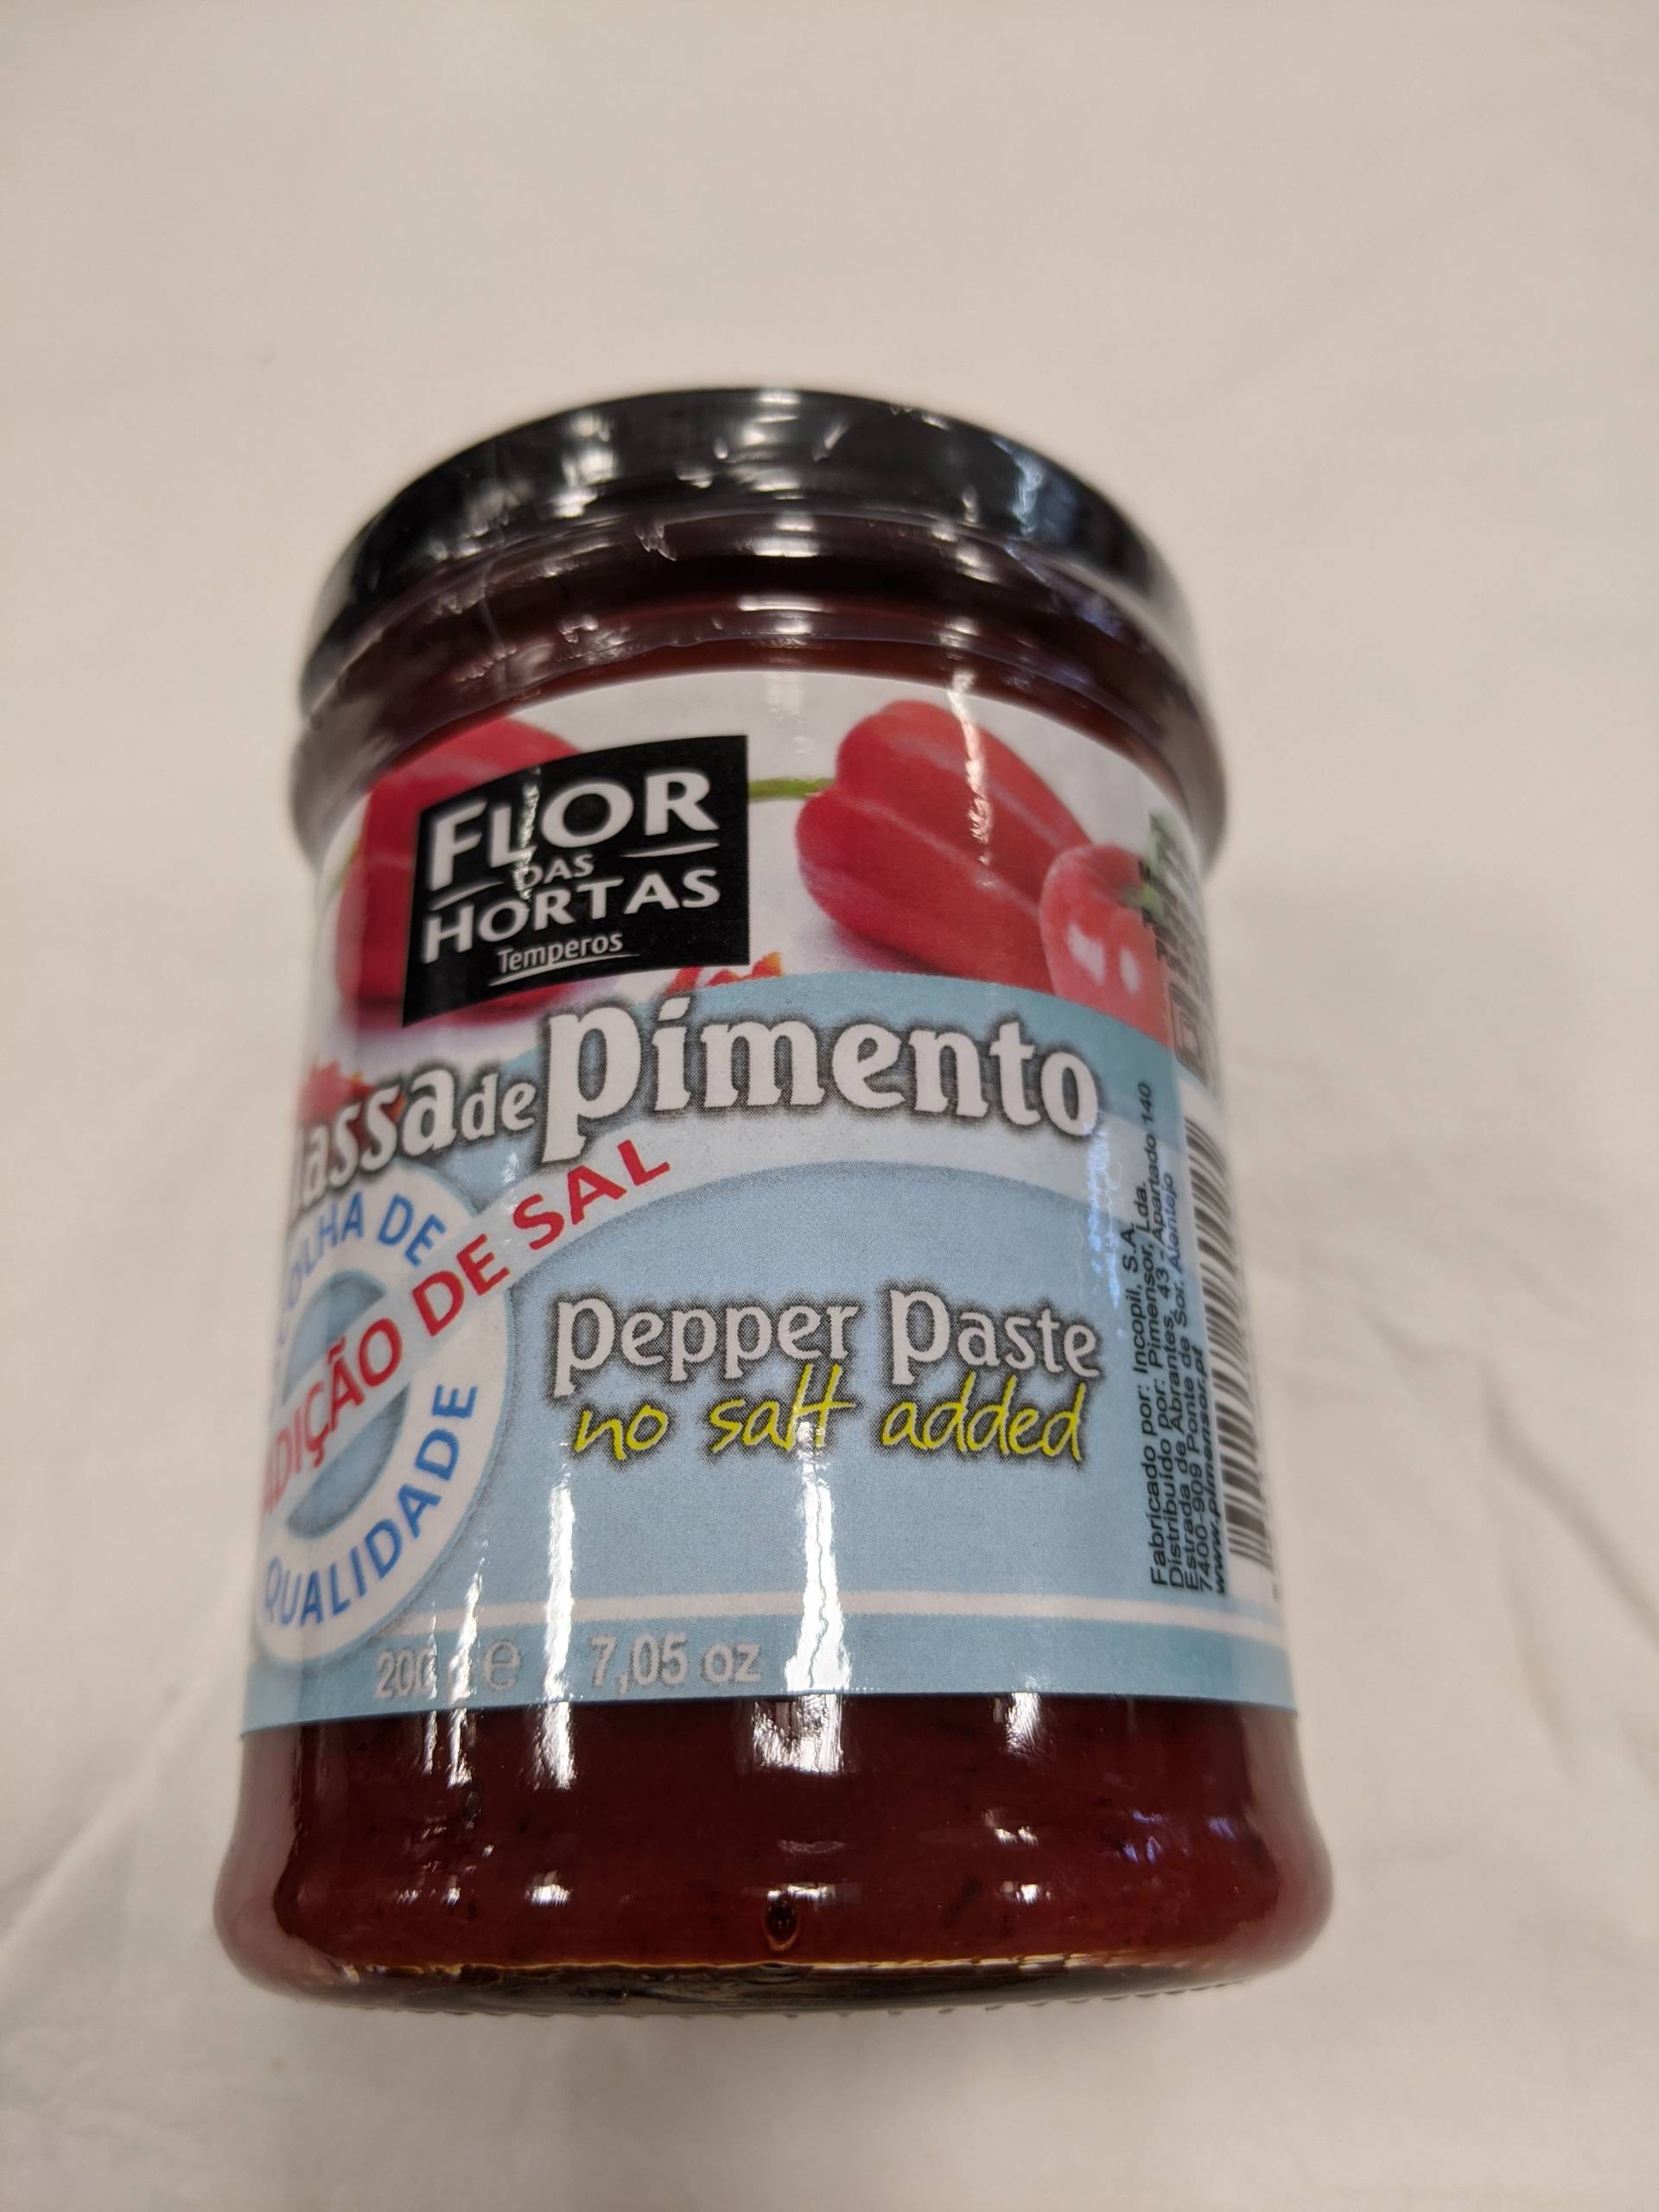 FLOR
DAS
HORTAS
Temperos
assa de Pimento
OLHA DE
ADIÇÃO DE SAL
QUALIDADE
Pepper Paste
no salt added
200 e 7,05 oz
Fabricado por: Incopil, S.A.
Distribuído por: Pimensor, Lda.
Estrada de Abrantes, 43 - Apartado 140
7400-909 Ponte de Sor. Alentejo
www.pimensor.pt